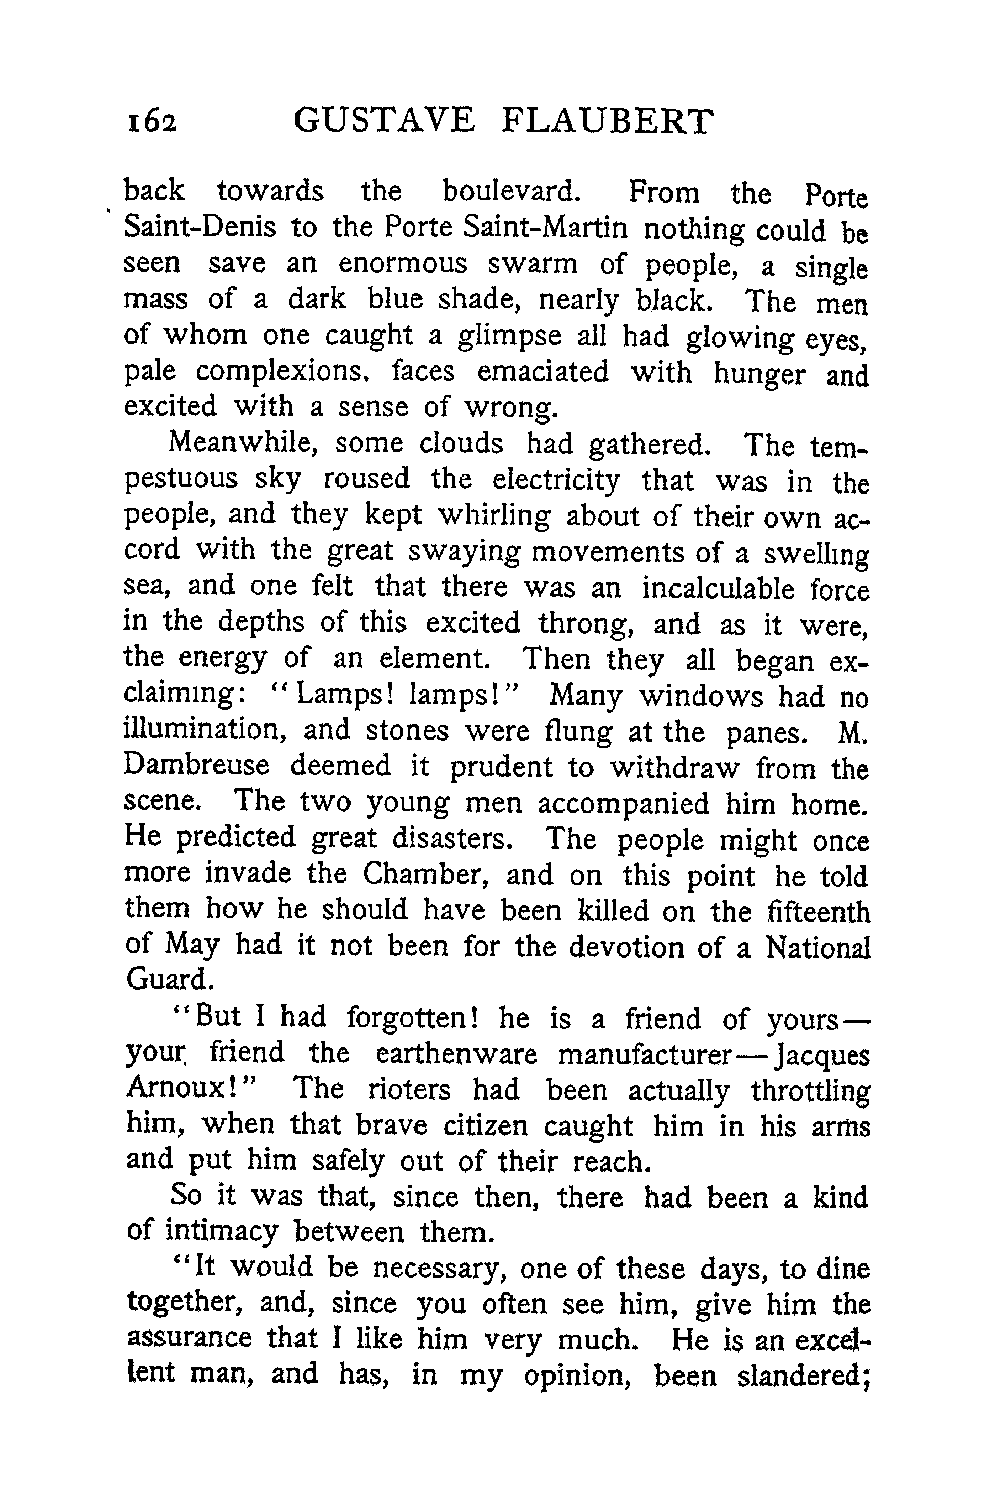 162 GUSTAVE FLAUBERT
back towards the boulevard. From the Porte
Saint-Denis to the Porte Saint-Martin nothing could be
seen save an enormous swarm of people, a single
mass of a dark blue shade, nearly black. The men
of whom one caught a glimpse all had glowing eyes,
pale complexions, faces emaciated with hunger and
excited with a sense of wrong.
Meanwhile, some clouds had gathered. The tem-
pestuous sky roused the electricity that was in the
people, and they kept whirling about of their own ac-
cord with the great swaying movements of a swelling
sea, and one felt that there was an incalculable force
in the depths of this excited throng, and as it were,
the energy of an element. Then they all began ex-
claiming: "Lamps! lamps!" Many windows had no
illumination, and stones were flung at the panes. M.
Dambreuse deemed it prudent to withdraw from the
scene. The two young men accompanied him home.
He predicted great disasters. The people might once
more invade the Chamber, and on this point he told
them how he should have been killed on the fifteenth
of May had it not been for the devotion of a National
Guard.
"But I had forgotten! he is a friend of yours—
your friend the earthenware manufacturer—Jacques
Arnoux!" The rioters had been actually throttling
him, when that brave citizen caught him in his arms
and put him safely out of their reach.
So it was that, since then, there had been a kind
of intimacy between them.
"It would be necessary, one of these days, to dine
together, and, since you often see him, give him the
assurance that I like him very much. He is an excel-
lent man, and has, in my opinion, been slandered;